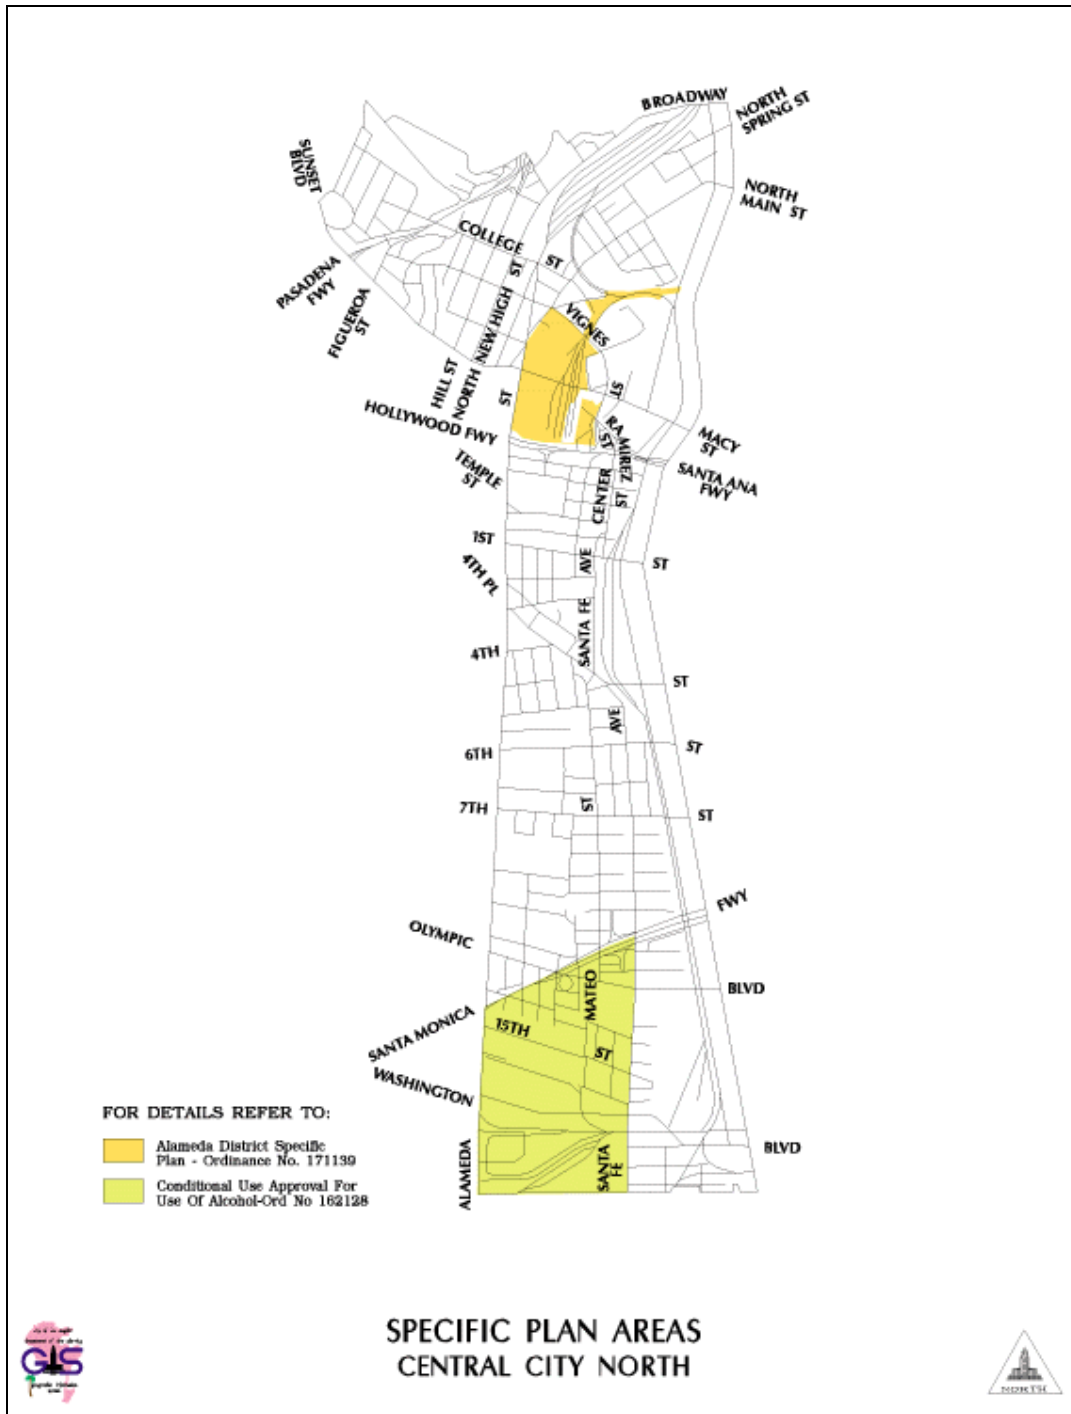 BROADWAY
NORTH
SPRING ST
SUNSET
BLVD
NORTH
MAIN ST
COLLEGE
ST
ST
PASADENA
FWY
FIGUEROA
ST
NEW HIGH
VIGNES
HILL ST
NORTH
ST
ST
HOLLYWOOD FWY
RAMIREZ
ST
MACY
ST
TEMPLE
ST
SANTA ANA
FWY
CENTER
ST
1ST
ST
4TH PL
AVE
SANTA FE
4TH
ST
AVE
6TH
ST
7TH
ST
ST
FWY
OLYMPIC
BLVD
MATEO
SANTA MONICA
15TH
ST
WASHINGTON
BLVD
ALAMEDA
SANTA
FE
FOR DETAILS REFER TO:
Alameda District Specific
Plan - Ordinance No. 171139
Conditional Use Approval For
Use Of Alcohol-Ord No 162128
SPECIFIC PLAN AREAS
CENTRAL CITY NORTH
GIS
NORTH